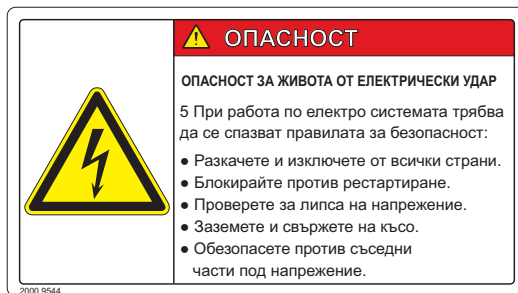 ОПАСНОСТ
ОПАСНОСТ ЗА ЖИВОТА ОТ ЕЛЕКТРИЧЕСКИ УДАР
5 При работа по електро системата трябва
да се спазват правилата за безопасност:
● Разкачете и изключете от всички страни.
● Блокирайте против рестартиране.
● Проверете за липса на напрежение.
● Заземете и свържете на късо.
● Обезопасете против съседни
части под напрежение.
2000 9544